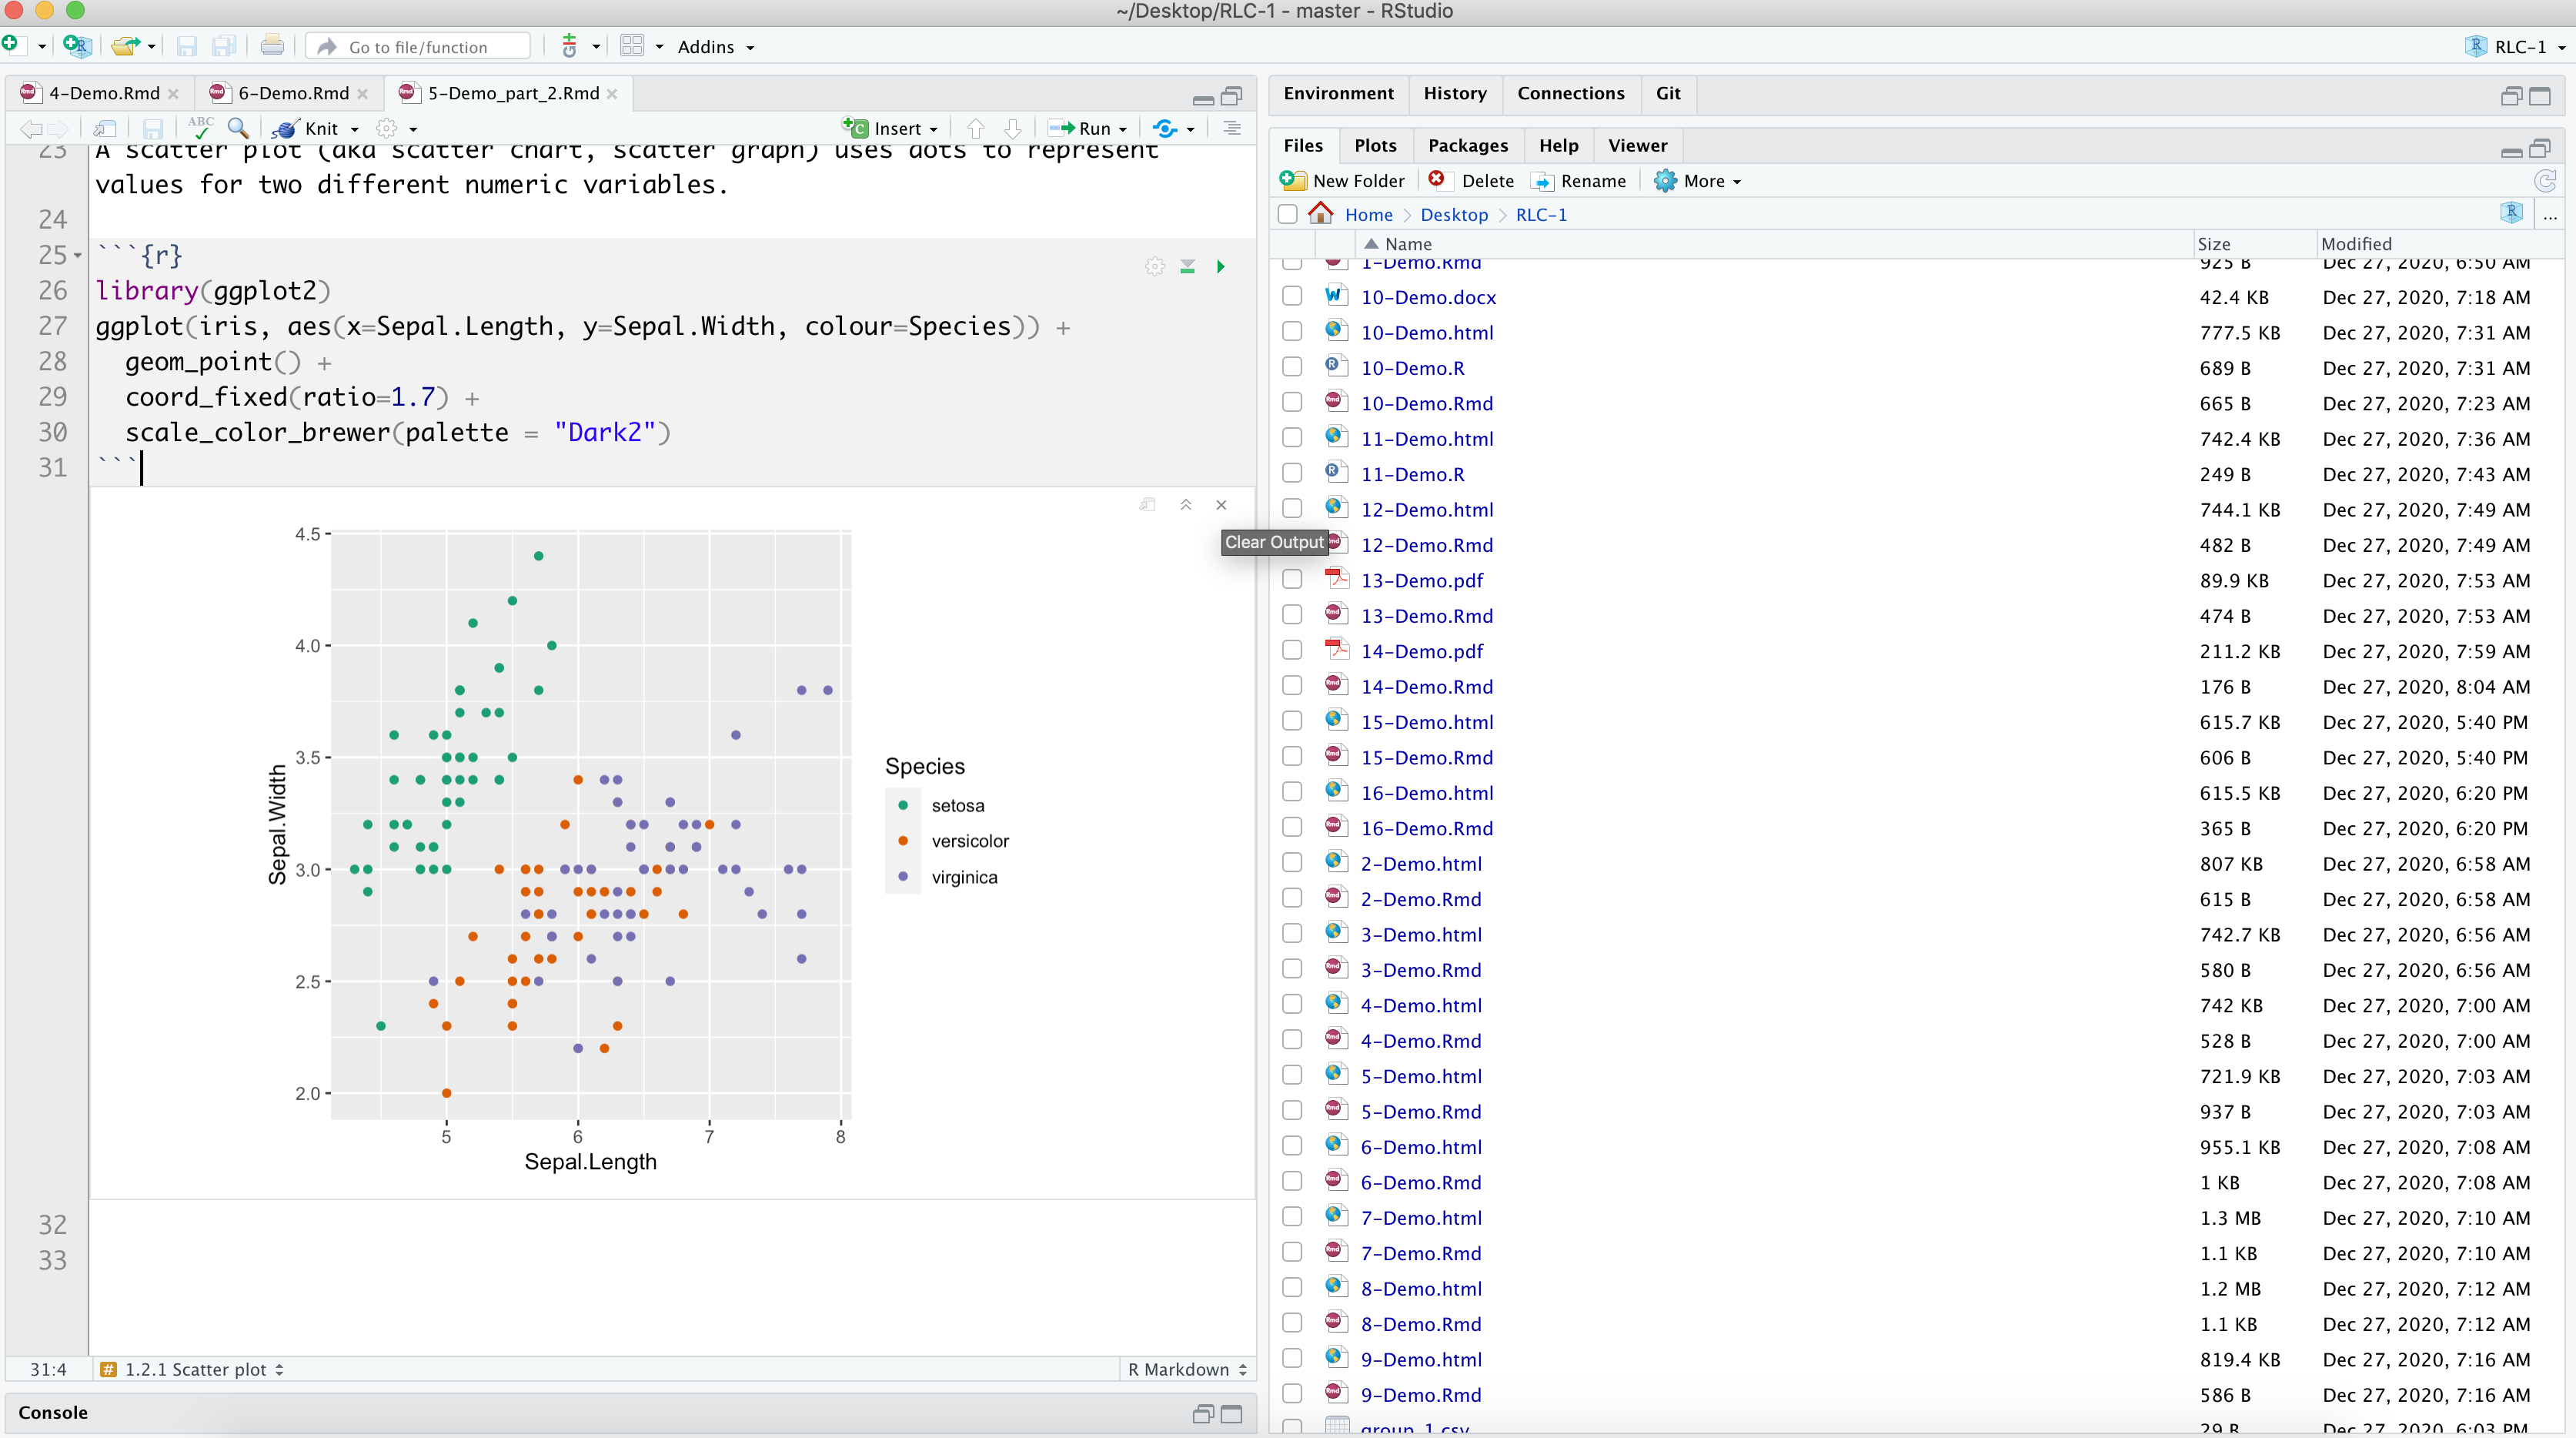 ~/Desktop/RLC-1 - master - RStudio
Go to file/function
Addins
RLC-1
4-Demo.Rmd
6-Demo.Rmd
5-Demo_part_2.Rmd
ABC
Knit
Insert
Run
23 A scatter plot (aka scatter chart, scatter graph) uses dots to represent
values for two different numeric variables.
24
25 ```{r}
26 library(ggplot2)
27 ggplot(iris, aes(x=Sepal.Length, y=Sepal.Width, colour=Species)) +
28 geom_point() +
29 coord_fixed(ratio=1.7) +
30 scale_color_brewer(palette = "Dark2")
31 ```
Clear Output
4.5
4.0
3.5
3.0
2.5
2.0
Sepal.Width
5 6 7 8
Sepal.Length
Species
setosa
versicolor
virginica
32
33
31:4 # 1.2.1 Scatter plot R Markdown
Console
Environment History Connections Git
Files Plots Packages Help Viewer
New Folder Delete Rename More
Home Desktop RLC-1 ...
Name Size Modified
1-Demo.Rmd 925 B Dec 27, 2020, 6:50 AM
10-Demo.docx 42.4 KB Dec 27, 2020, 7:18 AM
10-Demo.html 777.5 KB Dec 27, 2020, 7:31 AM
10-Demo.R 689 B Dec 27, 2020, 7:31 AM
10-Demo.Rmd 665 B Dec 27, 2020, 7:23 AM
11-Demo.html 742.4 KB Dec 27, 2020, 7:36 AM
11-Demo.R 249 B Dec 27, 2020, 7:43 AM
12-Demo.html 744.1 KB Dec 27, 2020, 7:49 AM
12-Demo.Rmd 482 B Dec 27, 2020, 7:49 AM
13-Demo.pdf 89.9 KB Dec 27, 2020, 7:53 AM
13-Demo.Rmd 474 B Dec 27, 2020, 7:53 AM
14-Demo.pdf 211.2 KB Dec 27, 2020, 7:59 AM
14-Demo.Rmd 176 B Dec 27, 2020, 8:04 AM
15-Demo.html 615.7 KB Dec 27, 2020, 5:40 PM
15-Demo.Rmd 606 B Dec 27, 2020, 5:40 PM
16-Demo.html 615.5 KB Dec 27, 2020, 6:20 PM
16-Demo.Rmd 365 B Dec 27, 2020, 6:20 PM
2-Demo.html 807 KB Dec 27, 2020, 6:58 AM
2-Demo.Rmd 615 B Dec 27, 2020, 6:58 AM
3-Demo.html 742.7 KB Dec 27, 2020, 6:56 AM
3-Demo.Rmd 580 B Dec 27, 2020, 6:56 AM
4-Demo.html 742 KB Dec 27, 2020, 7:00 AM
4-Demo.Rmd 528 B Dec 27, 2020, 7:00 AM
5-Demo.html 721.9 KB Dec 27, 2020, 7:03 AM
5-Demo.Rmd 937 B Dec 27, 2020, 7:03 AM
6-Demo.html 955.1 KB Dec 27, 2020, 7:08 AM
6-Demo.Rmd 1 KB Dec 27, 2020, 7:08 AM
7-Demo.html 1.3 MB Dec 27, 2020, 7:10 AM
7-Demo.Rmd 1.1 KB Dec 27, 2020, 7:10 AM
8-Demo.html 1.2 MB Dec 27, 2020, 7:12 AM
8-Demo.Rmd 1.1 KB Dec 27, 2020, 7:12 AM
9-Demo.html 819.4 KB Dec 27, 2020, 7:16 AM
9-Demo.Rmd 586 B Dec 27, 2020, 7:16 AM
group_1.csv 29 B Dec 27, 2020, 6:03 PM